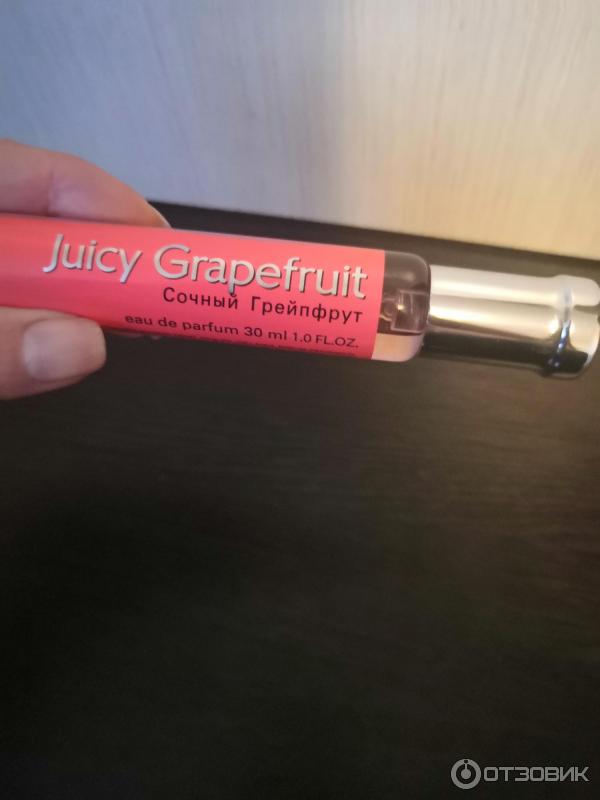 Juicy Grapefruit
Сочный Грейпфрут
eau de parfum 30 ml 1.0 FL.OZ.
ОТЗОВИК